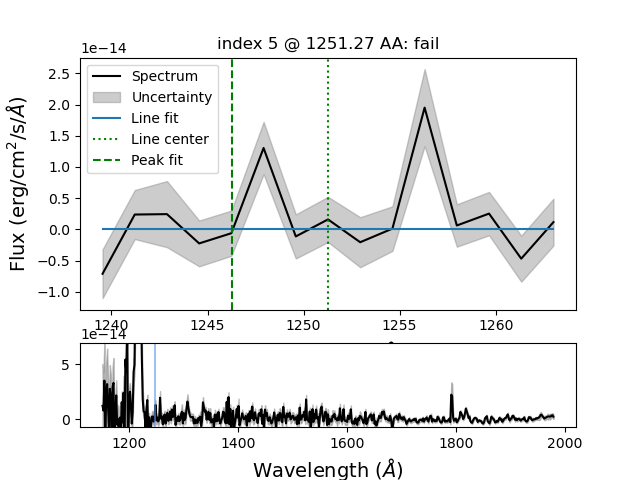 index 5 @ 1251.27 AA: fail
1e−14
Spectrum
Uncertainty
Line fit
Line center
Peak fit
2.5
2.0
1.5
1.0
0.5
0.0
−0.5
−1.0
Flux (erg/cm²/s/Å)
1240 1245 1250 1255 1260
1e−14
5
0
1200 1400 1600 1800 2000
Wavelength (Å)